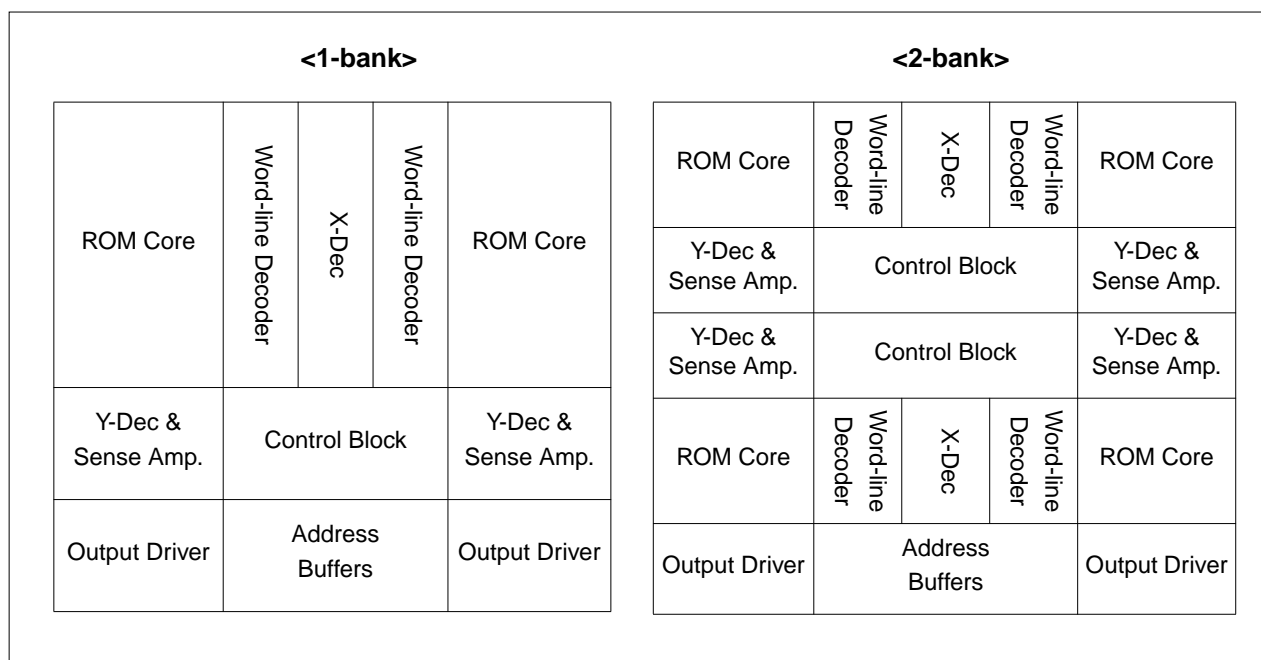 <1-bank>
ROM Core
Word-line Decoder
X-Dec
Word-line Decoder
ROM Core
Y-Dec &
Sense Amp.
Control Block
Y-Dec &
Sense Amp.
Output Driver
Address
Buffers
Output Driver
<2-bank>
ROM Core
Word-line
Decoder
X-Dec
Word-line
Decoder
ROM Core
Y-Dec &
Sense Amp.
Control Block
Y-Dec &
Sense Amp.
Y-Dec &
Sense Amp.
Control Block
Y-Dec &
Sense Amp.
ROM Core
Word-line
Decoder
X-Dec
Word-line
Decoder
ROM Core
Output Driver
Address
Buffers
Output Driver